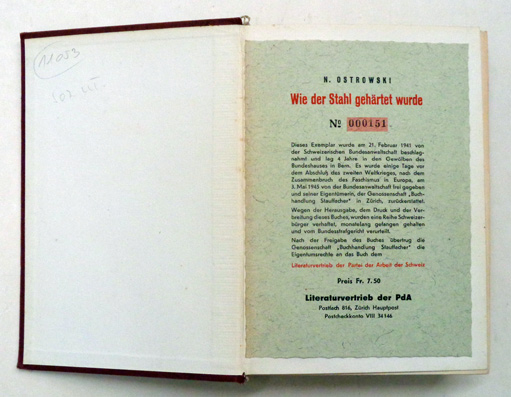 11053
N. OSTROWSKI
Wie der Stahl gehärtet wurde
Nº 000151
Dieses Exemplar wurde am 21. Februar 1941 von
der Schweizerischen Bundesanwaltschaft beschlag-
nahmt und lag 4 Jahre in den Gewölben des
Bundeshauses in Bern. Es wurde einige Tage vor
dem Abschluß des zweiten Weltkrieges, nach dem
Zusammenbruch des Faschismus in Europa, am
3. Mai 1945 von der Bundesanwaltschaft frei gegeben
und seiner Eigentümerin, der Genossenschaft „Buch-
handlung Stauffacher" in Zürich, zurückerstattet.
Wegen der Herausgabe, dem Druck und der Ver-
breitung dieses Buches, wurden eine Reihe Schweizer-
bürger verhaftet, monatelang gefangen gehalten
und vom Bundesstrafgericht verurteilt.
Nach der Freigabe des Buches übertrug die
Genossenschaft „Buchhandlung Stauffacher" die
Eigentumsrechte an das Buch dem
Literaturvertrieb der Partei der Arbeit der Schweiz
Preis Fr. 7.50
Literaturvertrieb der PdA
Postfach 816, Zürich Hauptpost
Postcheckkonto VIII 34146